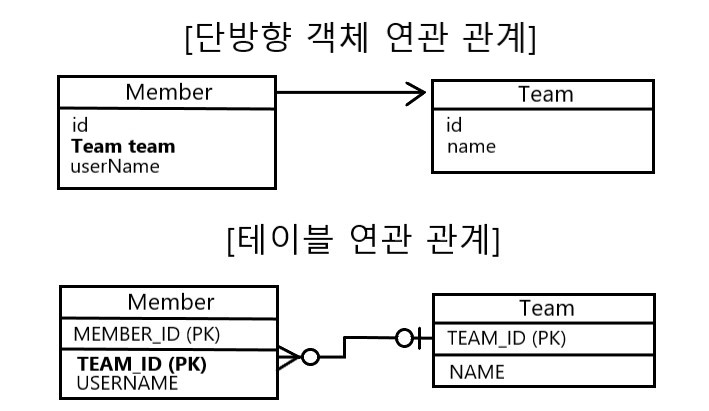 [단방향 객체 연관 관계]
Member
id
Team team
userName
Team
id
name
[테이블 연관 관계]
Member
MEMBER_ID (PK)
TEAM_ID (PK)
USERNAME
Team
TEAM_ID (PK)
NAME